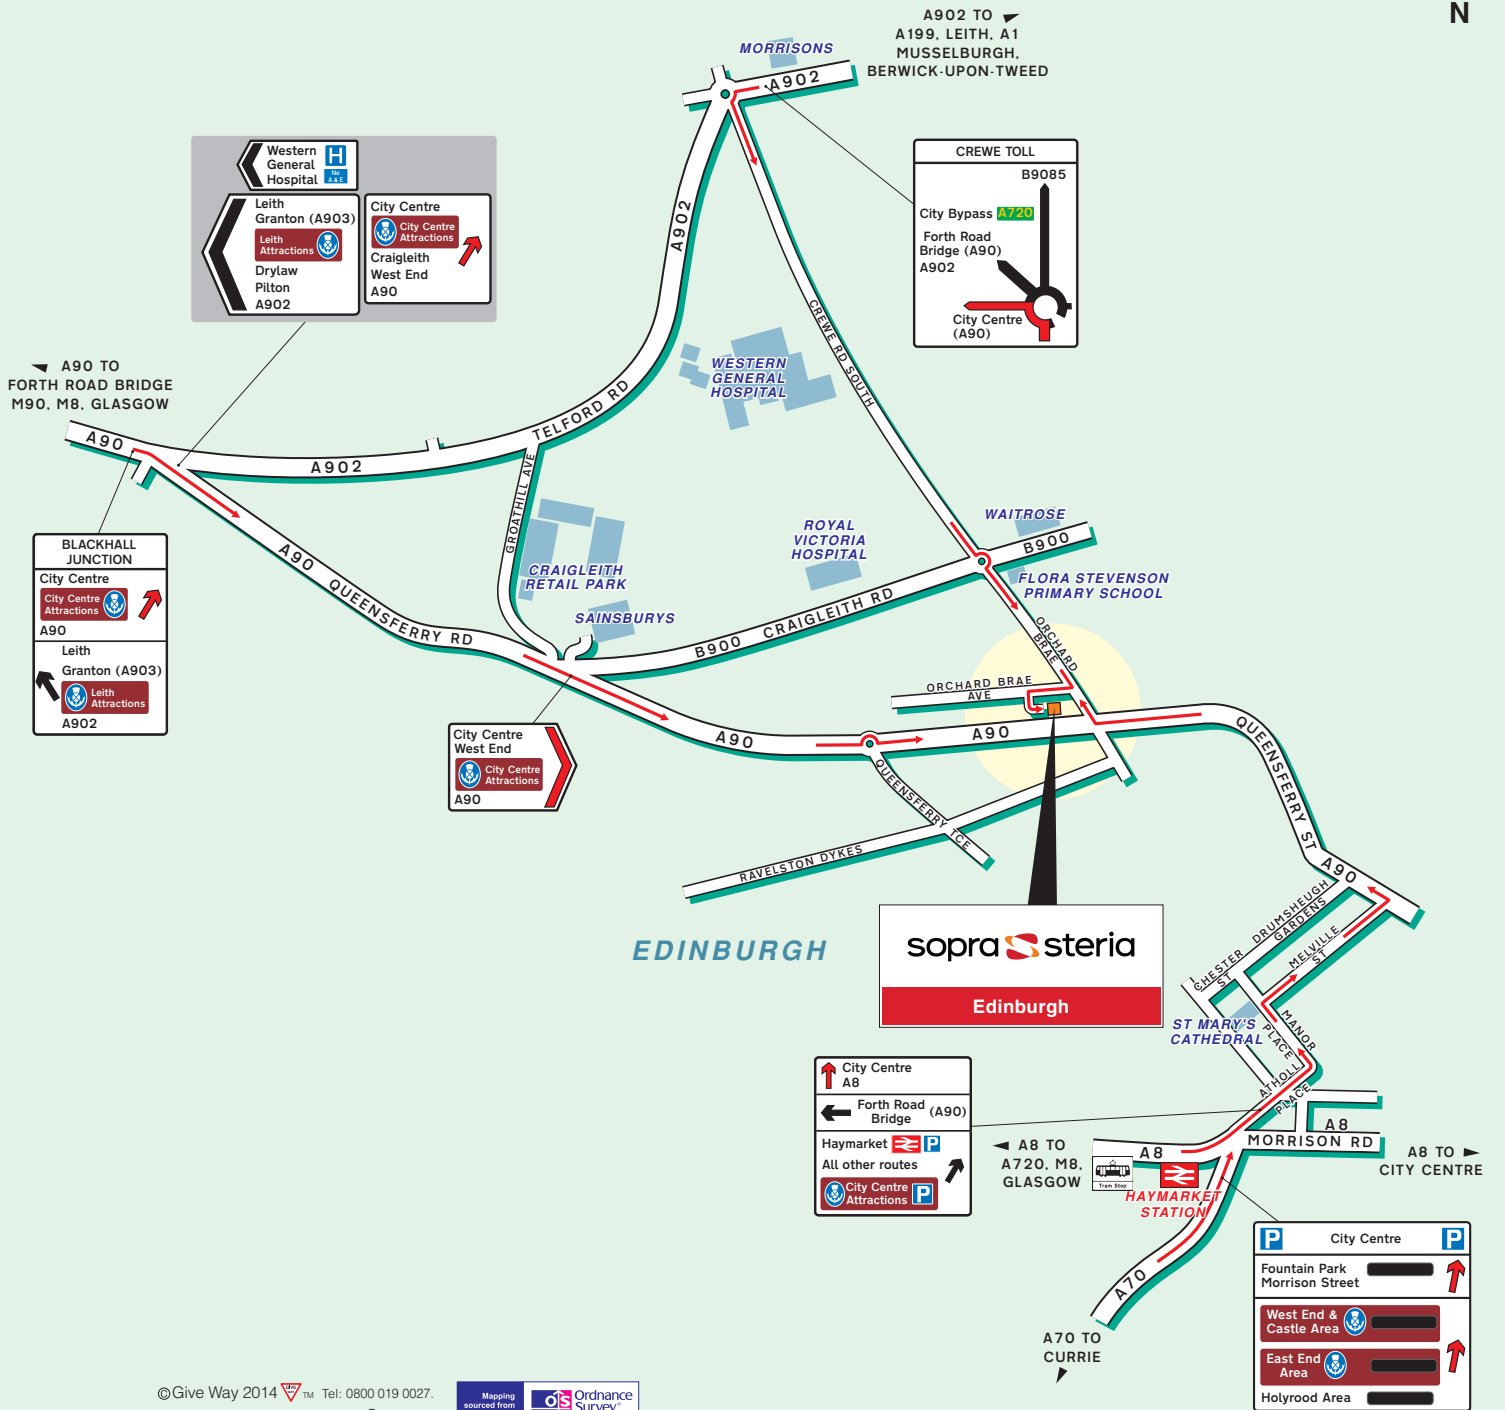 N
A902 TO
A199, LEITH, A1
MUSSELBURGH,
BERWICK-UPON-TWEED
MORRISONS
A902
Western
General
Hospital
H
No
A & E
Leith
Granton (A903)
Leith
Attractions
Drylaw
Pilton
A902
City Centre
City Centre
Attractions
Craigleith
West End
A90
CREWE TOLL
B9085
City Bypass A720
Forth Road
Bridge (A90)
A902
City Centre
(A90)
A902
CREWE RD SOUTH
A90 TO
FORTH ROAD BRIDGE
M90, M8, GLASGOW
WESTERN
GENERAL
HOSPITAL
A90
A902
TELFORD RD
GROATHILL AVE
BLACKHALL
JUNCTION
City Centre
City Centre
Attractions
A90
Leith
Granton (A903)
Leith
Attractions
A902
A90 QUEENSFERRY RD
CRAIGLEITH
RETAIL PARK
SAINSBURYS
ROYAL
VICTORIA
HOSPITAL
WAITROSE
B900
FLORA STEVENSON
PRIMARY SCHOOL
B900 CRAIGLEITH RD
ORCHARD
BRAE
ORCHARD BRAE
AVE
City Centre
West End
City Centre
Attractions
A90
A90
A90
QUEENSFERRY ST
QUEENSFERRY TCE
RAVELSTON DYKES
A90
EDINBURGH
sopra steria
Edinburgh
DRUMSHEUGH
GARDENS
CHESTER
ST
MELVILLE
ST
ST MARY'S
CATHEDRAL
MANOR
PLACE
ATHOLL
PLACE
City Centre
A8
Forth Road
Bridge (A90)
Haymarket P
All other routes
City Centre
Attractions P
A8 TO
A720, M8,
GLASGOW
A8
A8
MORRISON RD
A8 TO
CITY CENTRE
Tram Stop
HAYMARKET
STATION
A70
A70 TO
CURRIE
P City Centre P
Fountain Park
Morrison Street
West End &
Castle Area
East End
Area
Holyrood Area
©Give Way 2014 GIVE WAY TM Tel: 0800 019 0027.
Mapping
sourced from
OS Ordnance
Survey®